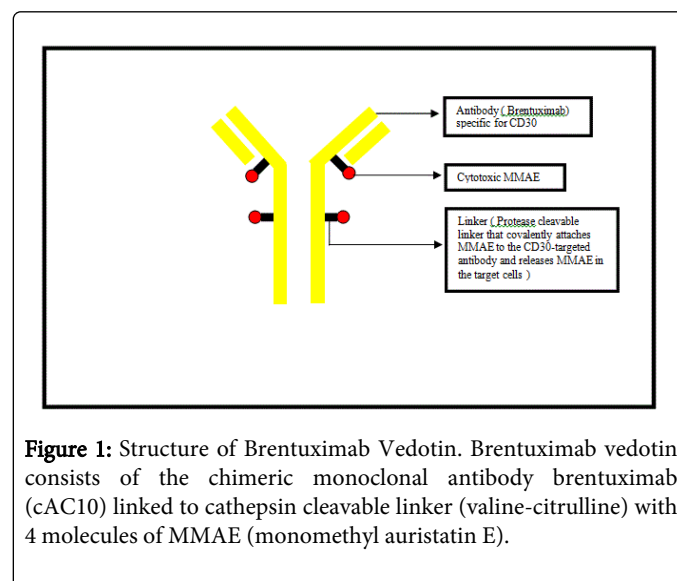 Antibody ( Brentuximab)
specific for CD30
Cytotoxic MMAE
Linker ( Protease cleavable
linker that covalently attaches
MMAE to the CD30-targeted
antibody and releases MMAE in
the target cells )
Figure 1: Structure of Brentuximab Vedotin. Brentuximab vedotin
consists of the chimeric monoclonal antibody brentuximab
(cAC10) linked to cathepsin cleavable linker (valine-citrulline) with
4 molecules of MMAE (monomethyl auristatin E).